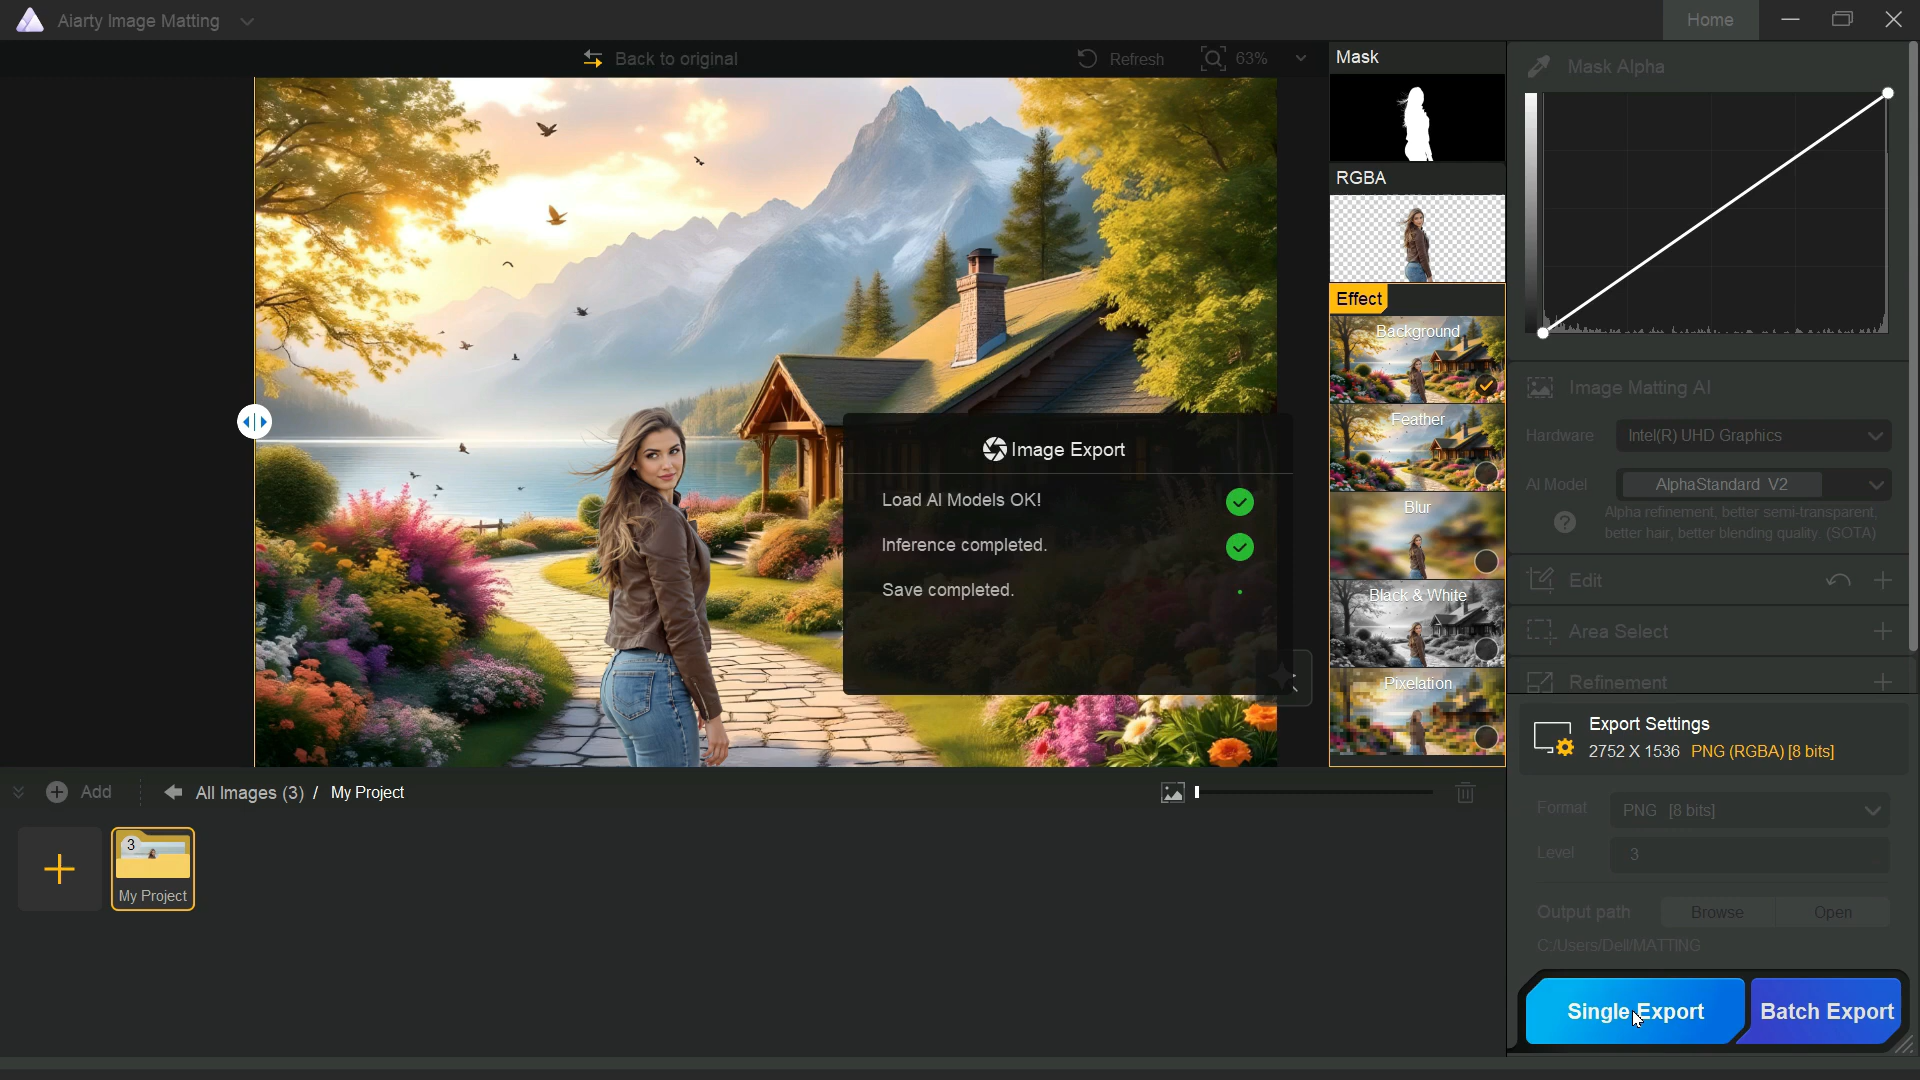 Aiarty Image Matting
Home
Back to original
Refresh
63%
Mask
RGBA
Effect
Background
Feather
Blur
Black & White
Pixelation
Image Export
Load AI Models OK!
Inference completed.
Save completed.
Mask Alpha
Image Matting AI
Hardware
Intel(R) UHD Graphics
AI Model
AlphaStandard V2
Alpha refinement, better semi-transparent,
better hair, better blending quality. (SOTA)
Edit
Area Select
Refinement
Export Settings
2752 X 1536 PNG (RGBA) [8 bits]
Format
PNG [8 bits]
Level
3
Output path
Browse
Open
C:/Users/Dell/MATTING
Single Export
Batch Export
Add
All Images (3) / My Project
3
My Project